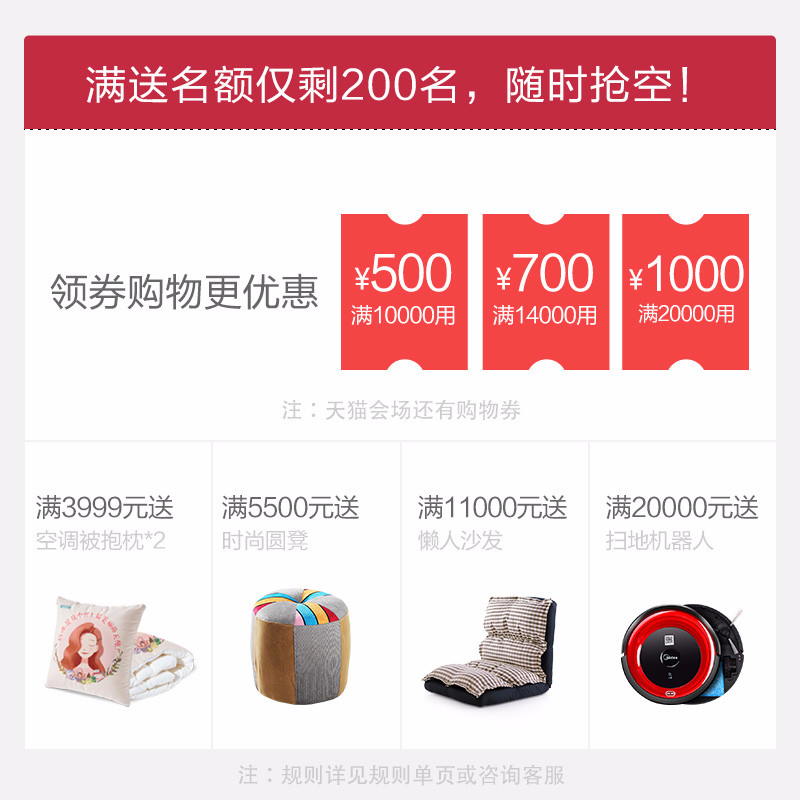 满送名额仅剩200名，随时抢空！
领券购物更优惠
¥500
满10000用
¥700
满14000用
¥1000
满20000用
注：天猫会场还有购物券
满3999元送
空调被抱枕*2
满5500元送
时尚圆凳
满11000元送
懒人沙发
满20000元送
扫地机器人
Midea
注：规则详见规则单页或咨询客服